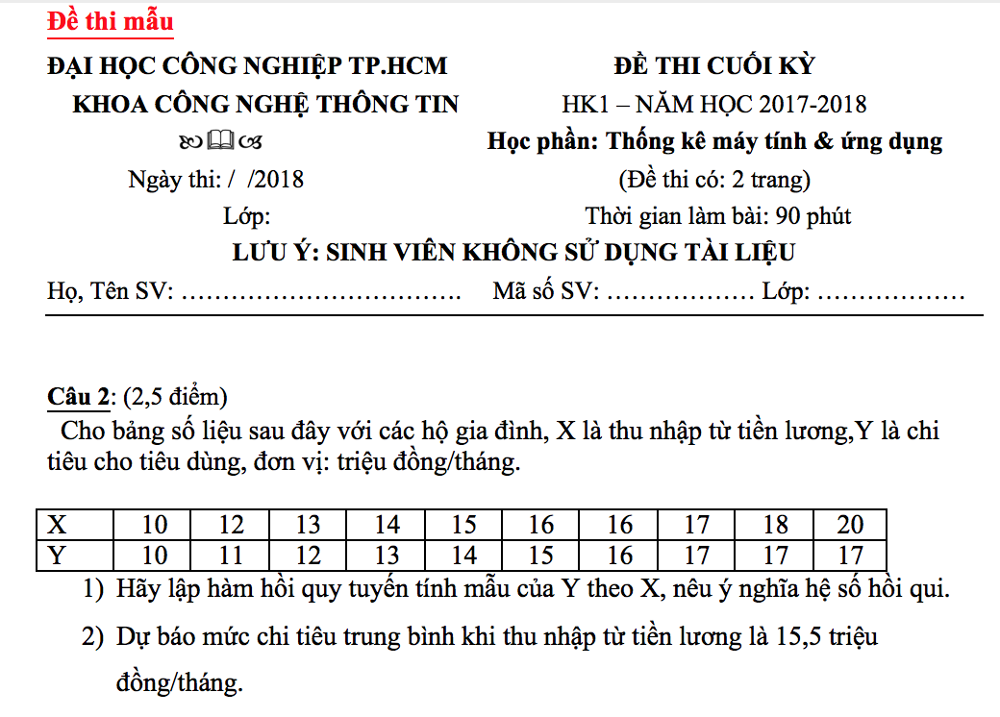 Đề thi mẫu
ĐẠI HỌC CÔNG NGHIỆP TP.HCM ĐỀ THI CUỐI KỲ
KHOA CÔNG NGHỆ THÔNG TIN HK1 – NĂM HỌC 2017-2018
Học phần: Thống kê máy tính & ứng dụng
Ngày thi: / /2018 (Đề thi có: 2 trang)
Lớp: Thời gian làm bài: 90 phút
LƯU Ý: SINH VIÊN KHÔNG SỬ DỤNG TÀI LIỆU
Họ, Tên SV: ………………………………. Mã số SV: ……………… Lớp: ………………
Câu 2: (2,5 điểm)
Cho bảng số liệu sau đây với các hộ gia đình, X là thu nhập từ tiền lương,Y là chi
tiêu cho tiêu dùng, đơn vị: triệu đồng/tháng.
X 10 12 13 14 15 16 16 17 18 20
Y 10 11 12 13 14 15 16 17 17 17
1) Hãy lập hàm hồi quy tuyến tính mẫu của Y theo X, nêu ý nghĩa hệ số hồi qui.
2) Dự báo mức chi tiêu trung bình khi thu nhập từ tiền lương là 15,5 triệu
đồng/tháng.